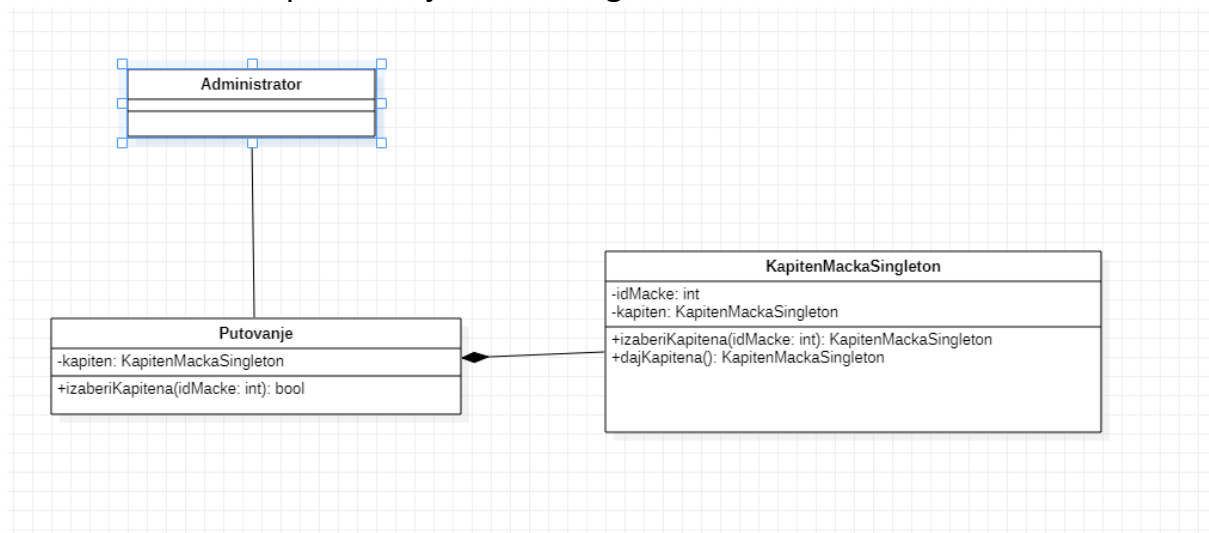 Administrator
KapitenMackaSingleton
-idMacke: int
-kapiten: KapitenMackaSingleton
+izaberiKapitena(idMacke: int): KapitenMackaSingleton
+dajKapitena(): KapitenMackaSingleton
Putovanje
-kapiten: KapitenMackaSingleton
+izaberiKapitena(idMacke: int): bool